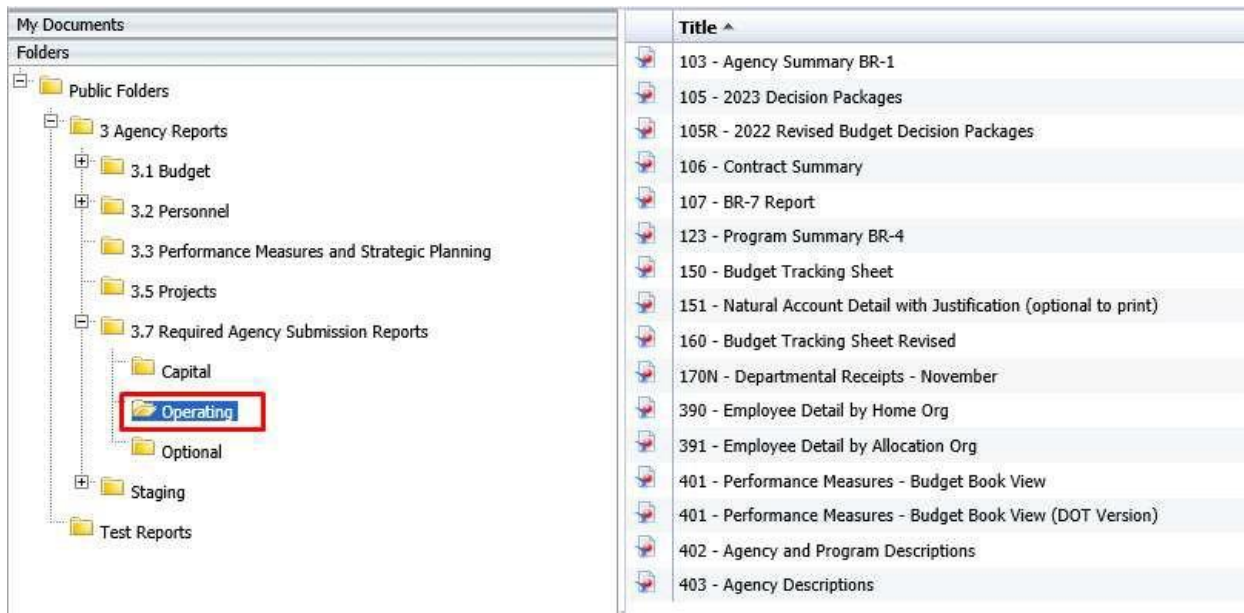 My Documents
Folders
Public Folders
3 Agency Reports
3.1 Budget
3.2 Personnel
3.3 Performance Measures and Strategic Planning
3.5 Projects
3.7 Required Agency Submission Reports
Capital
Operating
Optional
Staging
Test Reports
Title
103 - Agency Summary BR-1
105 - 2023 Decision Packages
105R - 2022 Revised Budget Decision Packages
106 - Contract Summary
107 - BR-7 Report
123 - Program Summary BR-4
150 - Budget Tracking Sheet
151 - Natural Account Detail with Justification (optional to print)
160 - Budget Tracking Sheet Revised
170N - Departmental Receipts - November
390 - Employee Detail by Home Org
391 - Employee Detail by Allocation Org
401 - Performance Measures - Budget Book View
401 - Performance Measures - Budget Book View (DOT Version)
402 - Agency and Program Descriptions
403 - Agency Descriptions